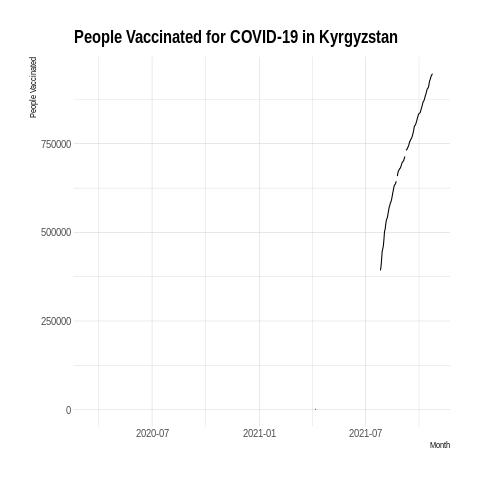 People Vaccinated for COVID-19 in Kyrgyzstan
People Vaccinated
750000
500000
250000
0
2020-07 2021-01 2021-07
Month